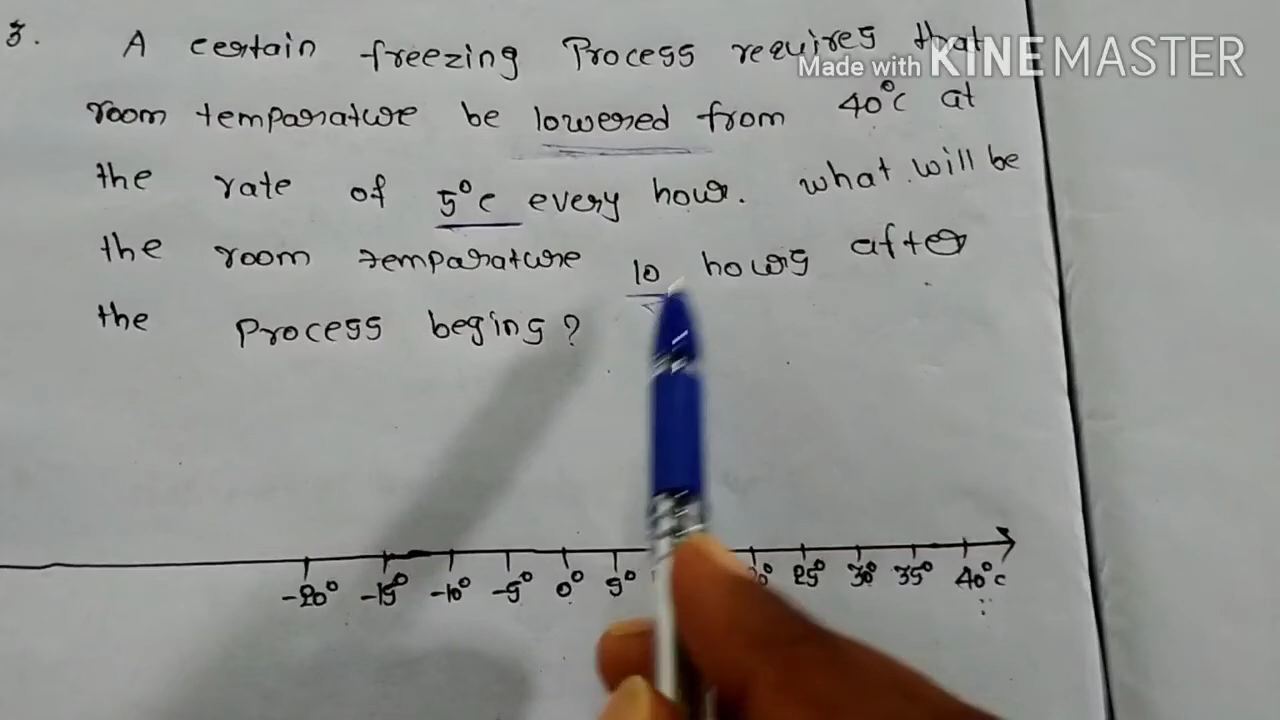 3. A certain freezing Process requires that
Made with KINEMASTER
room temparature be lowered from 40°c at
the rate of 5°c every hour. what will be
the room temparature 10 hours after
the Process begins?
-20° -15° -10° -5° 0° 5° 25° 30° 35° 40°c